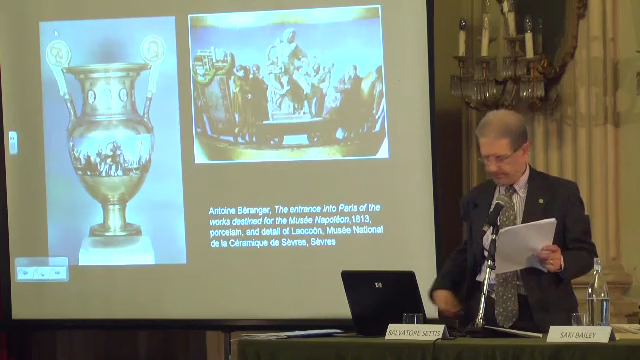 Antoine Béranger, The entrance into Paris of the
works destined for the Musée Napoléon,1813,
porcelain, and detail of Laocoön, Musée National
de la Céramique de Sèvres, Sèvres
hp
SALVATORE SETTIS
SAKI BAILEY